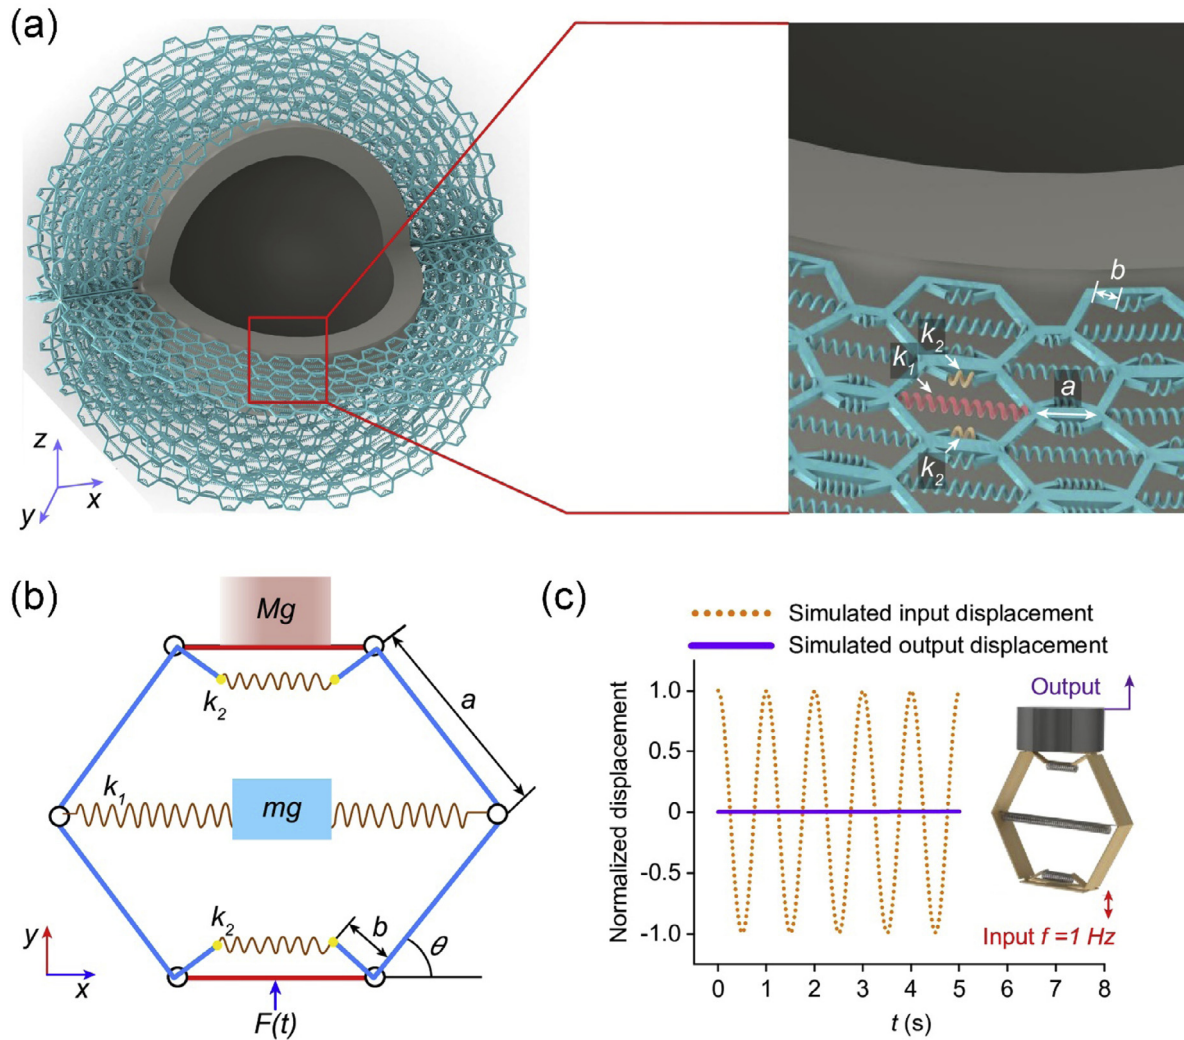 (a)
b
k2
k1
a
k2
z
x
y
(b)
Mg
a
k2
k1
mg
k2
b
θ
y
x
F(t)
(c)
Simulated input displacement
Simulated output displacement
Normalized displacement
1.0
0.5
0
-0.5
-1.0
0 1 2 3 4 5 6 7 8
t (s)
Output
Input f =1 Hz